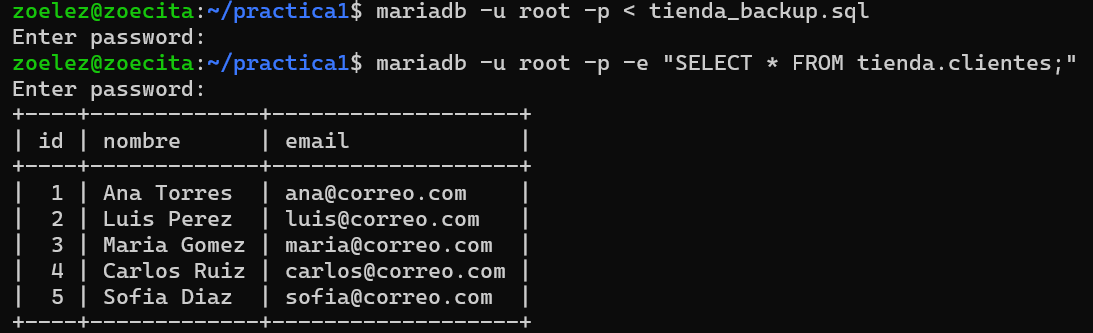 zoelez@zoecita:~/practica1$ mariadb -u root -p < tienda_backup.sql
Enter password:
zoelez@zoecita:~/practica1$ mariadb -u root -p -e "SELECT * FROM tienda.clientes;"
Enter password:
+----+-------------+-------------------+
| id | nombre      | email             |
+----+-------------+-------------------+
|  1 | Ana Torres  | ana@correo.com    |
|  2 | Luis Perez  | luis@correo.com   |
|  3 | Maria Gomez | maria@correo.com  |
|  4 | Carlos Ruiz | carlos@correo.com |
|  5 | Sofia Diaz  | sofia@correo.com  |
+----+-------------+-------------------+